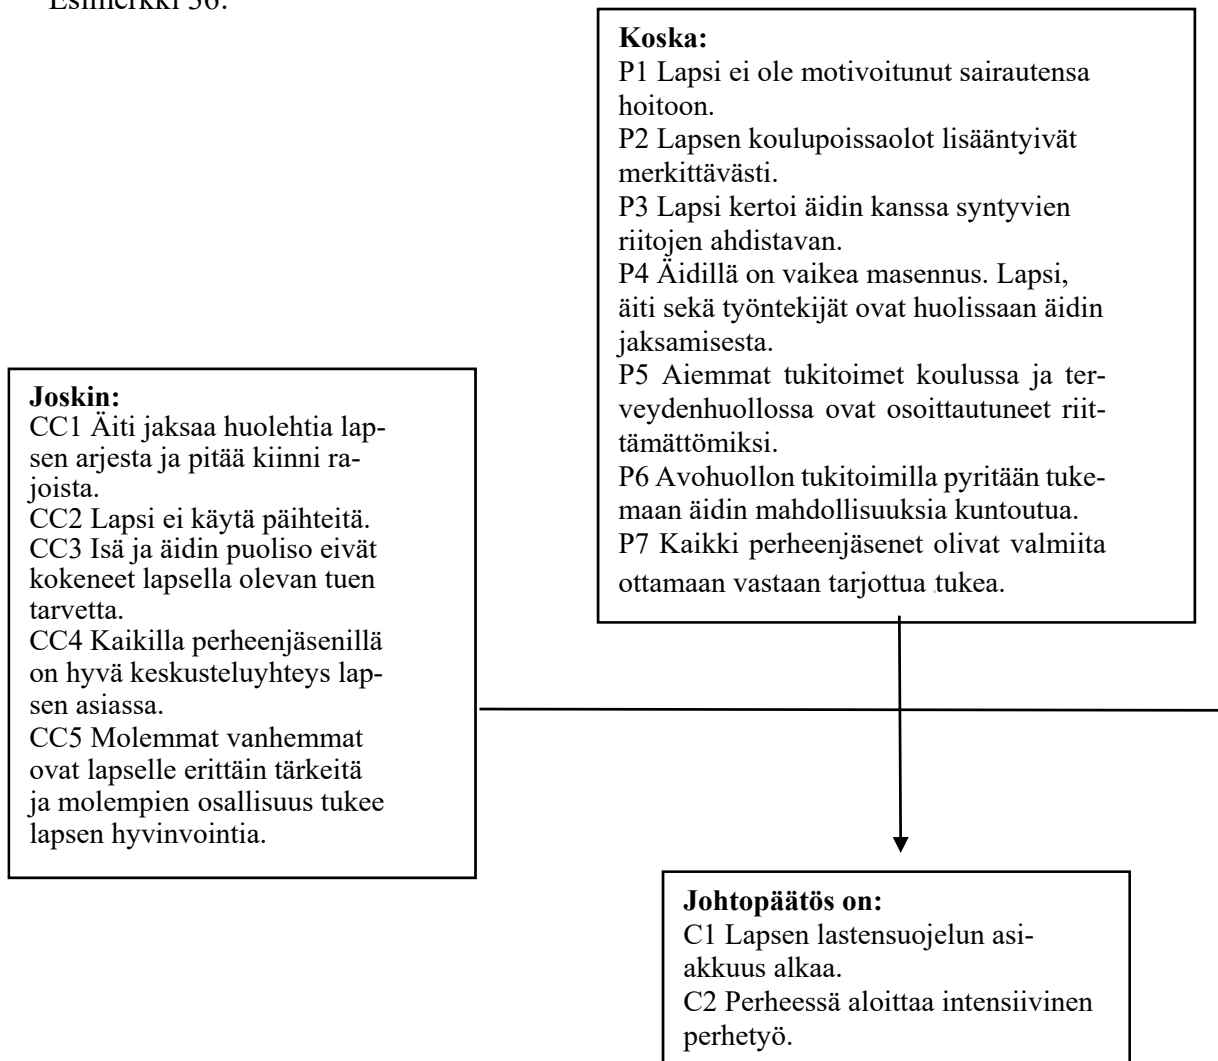 Esimerkki 36:
Koska:
P1 Lapsi ei ole motivoitunut sairautensa
hoitoon.
P2 Lapsen koulupoissaolot lisääntyivät
merkittävästi.
P3 Lapsi kertoi äidin kanssa syntyvien
riitojen ahdistavan.
P4 Äidillä on vaikea masennus. Lapsi,
äiti sekä työntekijät ovat huolissaan äidin
jaksamisesta.
P5 Aiemmat tukitoimet koulussa ja ter-
veydenhuollossa ovat osoittautuneet riit-
tämättömiksi.
P6 Avohuollon tukitoimilla pyritään tuke-
maan äidin mahdollisuuksia kuntoutua.
P7 Kaikki perheenjäsenet olivat valmiita
ottamaan vastaan tarjottua tukea.
Joskin:
CC1 Äiti jaksaa huolehtia lap-
sen arjesta ja pitää kiinni ra-
joista.
CC2 Lapsi ei käytä päihteitä.
CC3 Isä ja äidin puoliso eivät
kokeneet lapsella olevan tuen
tarvetta.
CC4 Kaikilla perheenjäsenillä
on hyvä keskusteluyhteys lap-
sen asiassa.
CC5 Molemmat vanhemmat
ovat lapselle erittäin tärkeitä
ja molempien osallisuus tukee
lapsen hyvinvointia.
Johtopäätös on:
C1 Lapsen lastensuojelun asi-
akkuus alkaa.
C2 Perheessä aloittaa intensiivinen
perhetyö.